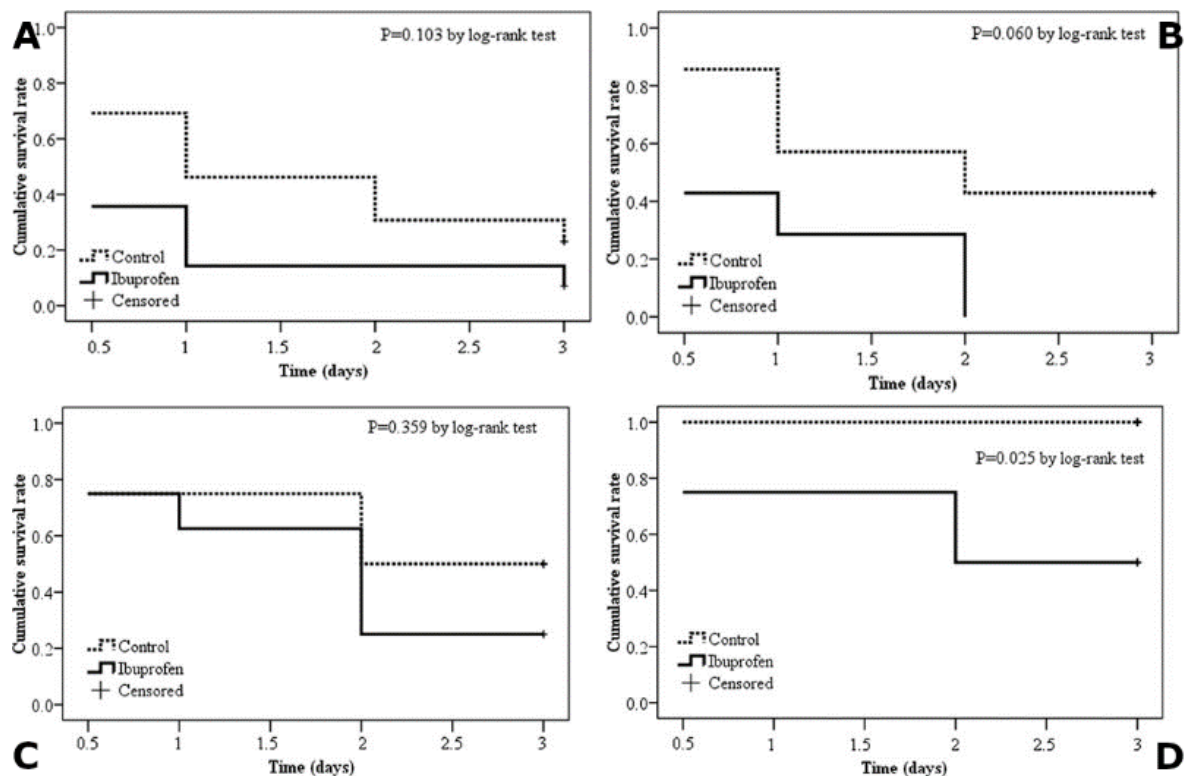 A
P=0.103 by log-rank test
Cumulative survival rate
1.0
0.8
0.6
0.4
0.2
0.0
Control
Ibuprofen
Censored
0.5 1 1.5 2 2.5 3
Time (days)
B
P=0.060 by log-rank test
Cumulative survival rate
1.0
0.8
0.6
0.4
0.2
0.0
Control
Ibuprofen
Censored
0.5 1 1.5 2 2.5 3
Time (days)
P=0.359 by log-rank test
Cumulative survival rate
1.0
0.8
0.6
0.4
0.2
0.0
Control
Ibuprofen
Censored
0.5 1 1.5 2 2.5 3
Time (days)
C
P=0.025 by log-rank test
Cumulative survival rate
1.0
0.8
0.6
0.4
0.2
0.0
Control
Ibuprofen
Censored
0.5 1 1.5 2 2.5 3
Time (days)
D